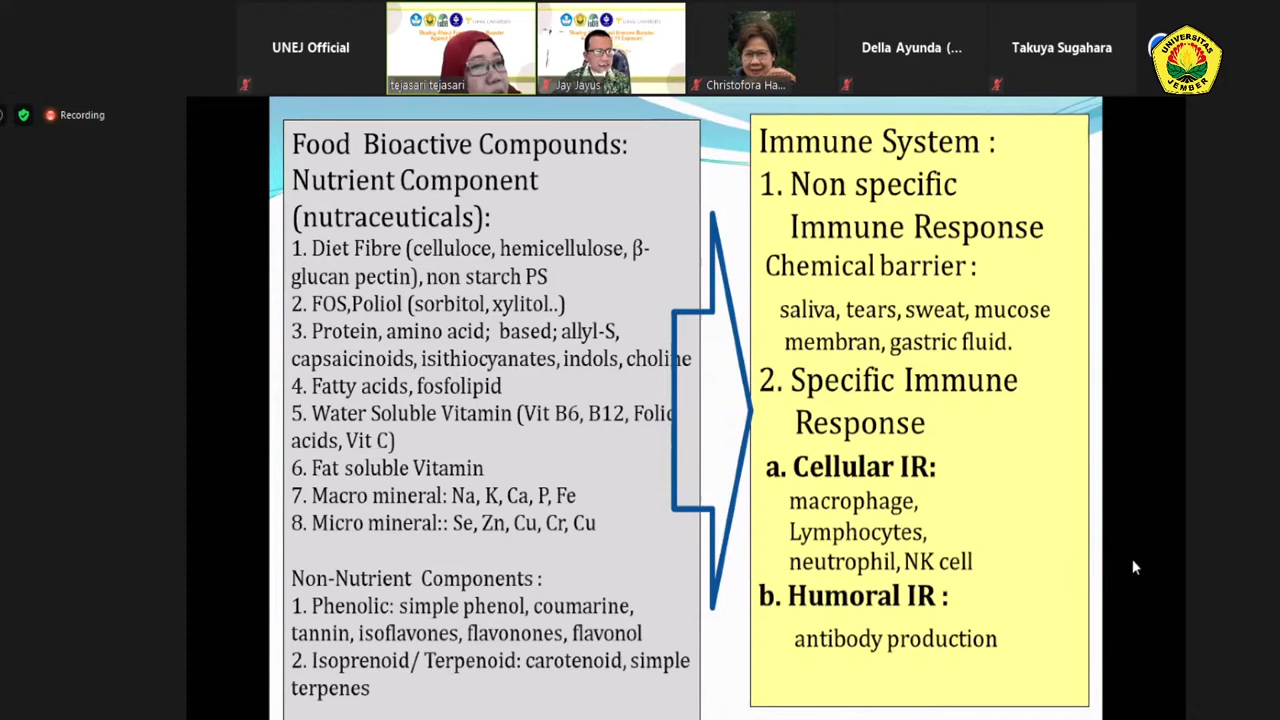 UNEJ Official
tejasari tejasari
Jay Jayus
Christofora Ha...
Della Ayunda (...
Takuya Sugahara
UNIVERSITAS
JEMBER
Recording
Food Bioactive Compounds:
Nutrient Component
(nutraceuticals):
1. Diet Fibre (celluloce, hemicellulose, β-
glucan pectin), non starch PS
2. FOS,Poliol (sorbitol, xylitol..)
3. Protein, amino acid; based; allyl-S,
capsaicinoids, isithiocyanates, indols, choline
4. Fatty acids, fosfolipid
5. Water Soluble Vitamin (Vit B6, B12, Folic
acids, Vit C)
6. Fat soluble Vitamin
7. Macro mineral: Na, K, Ca, P, Fe
8. Micro mineral:: Se, Zn, Cu, Cr, Cu
Non-Nutrient Components :
1. Phenolic: simple phenol, coumarine,
tannin, isoflavones, flavonones, flavonol
2. Isoprenoid/ Terpenoid: carotenoid, simple
terpenes
Immune System :
1. Non specific
Immune Response
Chemical barrier :
saliva, tears, sweat, mucose
membran, gastric fluid.
2. Specific Immune
Response
a. Cellular IR:
macrophage,
Lymphocytes,
neutrophil, NK cell
b. Humoral IR :
antibody production